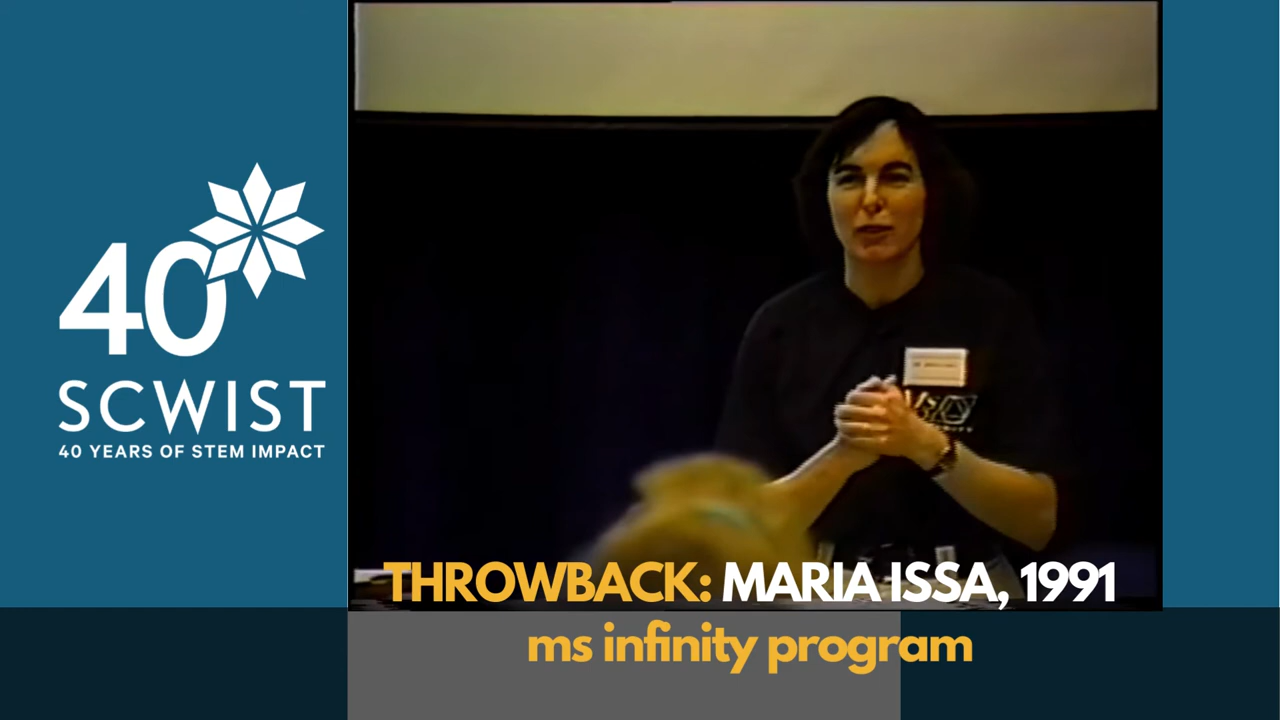 40
SCWIST
40 YEARS OF STEM IMPACT
THROWBACK: MARIA ISSA, 1991
ms infinity program